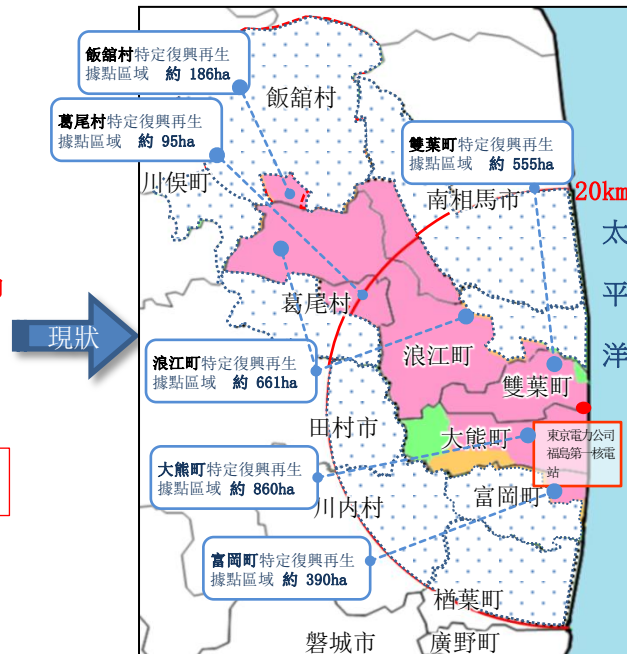 飯舘村特定復興再生
據點區域 約 186ha
飯舘村
葛尾村特定復興再生
據點區域 約 95ha
雙葉町特定復興再生
據點區域 約 555ha
川俣町
南相馬市
20km
太
平
洋
葛尾村
現狀
浪江町
浪江町特定復興再生
據點區域 約 661ha
雙葉町
田村市
大熊町
東京電力公司
福島第一核電
站
大熊町特定復興再生
據點區域 約 860ha
川內村
富岡町
富岡町特定復興再生
據點區域 約 390ha
楢葉町
磐城市
廣野町